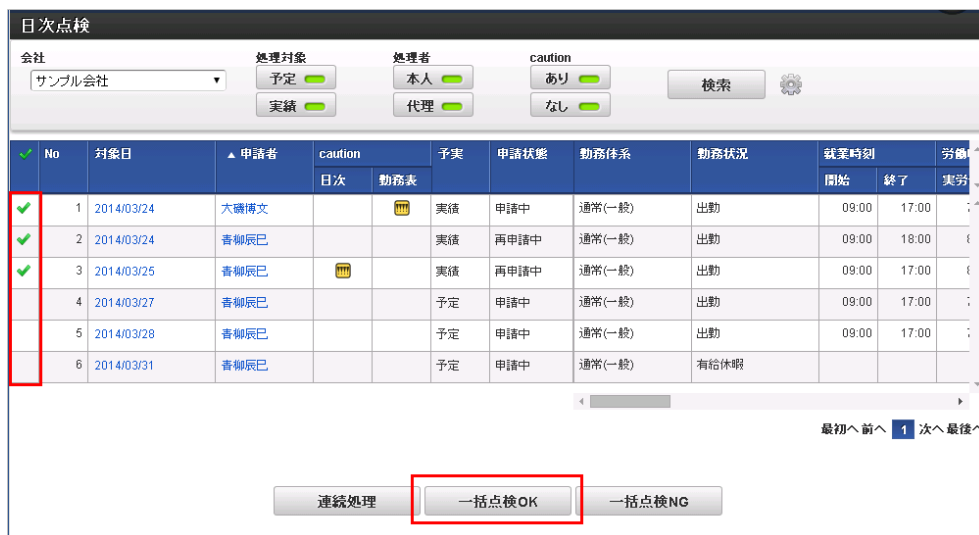 日次点検
会社 処理対象 処理者 caution
サンプル会社 予定 本人 あり 検索
実績 代理 なし
No 対象日 ▲ 申請者 caution 予実 申請状態 勤務体系 勤務状況 就業時刻
日次 勤務表 開始 終了 実労
1 2014/03/24 大磯博文 実績 申請中 通常(一般) 出勤 09:00 17:00
2 2014/03/24 青柳辰巳 実績 再申請中 通常(一般) 出勤 09:00 18:00
3 2014/03/25 青柳辰巳 実績 再申請中 通常(一般) 出勤 09:00 17:00
4 2014/03/27 青柳辰巳 予定 申請中 通常(一般) 出勤 09:00 17:00
5 2014/03/28 青柳辰巳 予定 申請中 通常(一般) 出勤 09:00 17:00
6 2014/03/31 青柳辰巳 予定 申請中 通常(一般) 有給休暇
最初へ 前へ 1 次へ 最後へ
連続処理 一括点検OK 一括点検NG